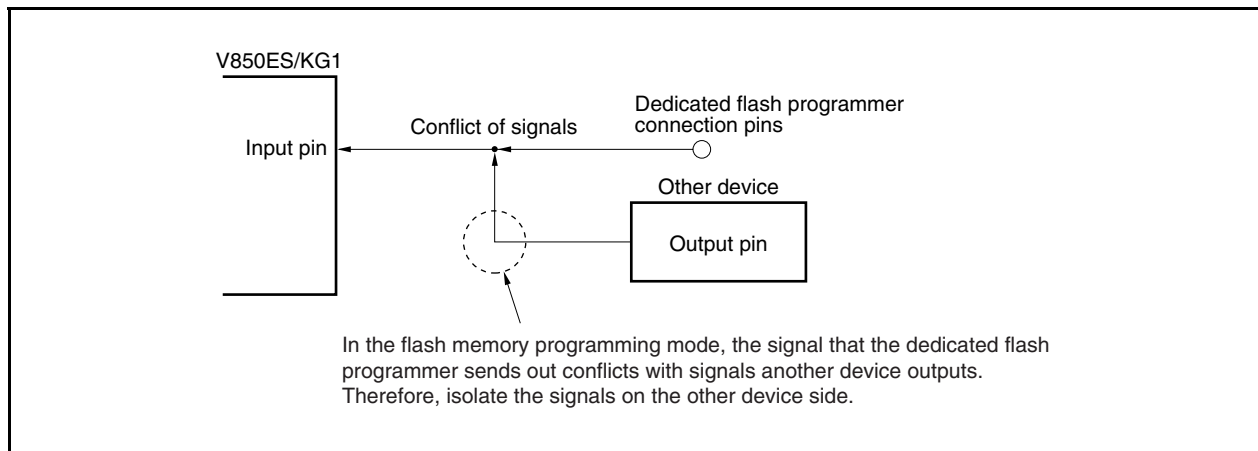 V850ES/KG1
Dedicated flash programmer
connection pins
Conflict of signals
Input pin
Other device
Output pin
In the flash memory programming mode, the signal that the dedicated flash
programmer sends out conflicts with signals another device outputs.
Therefore, isolate the signals on the other device side.